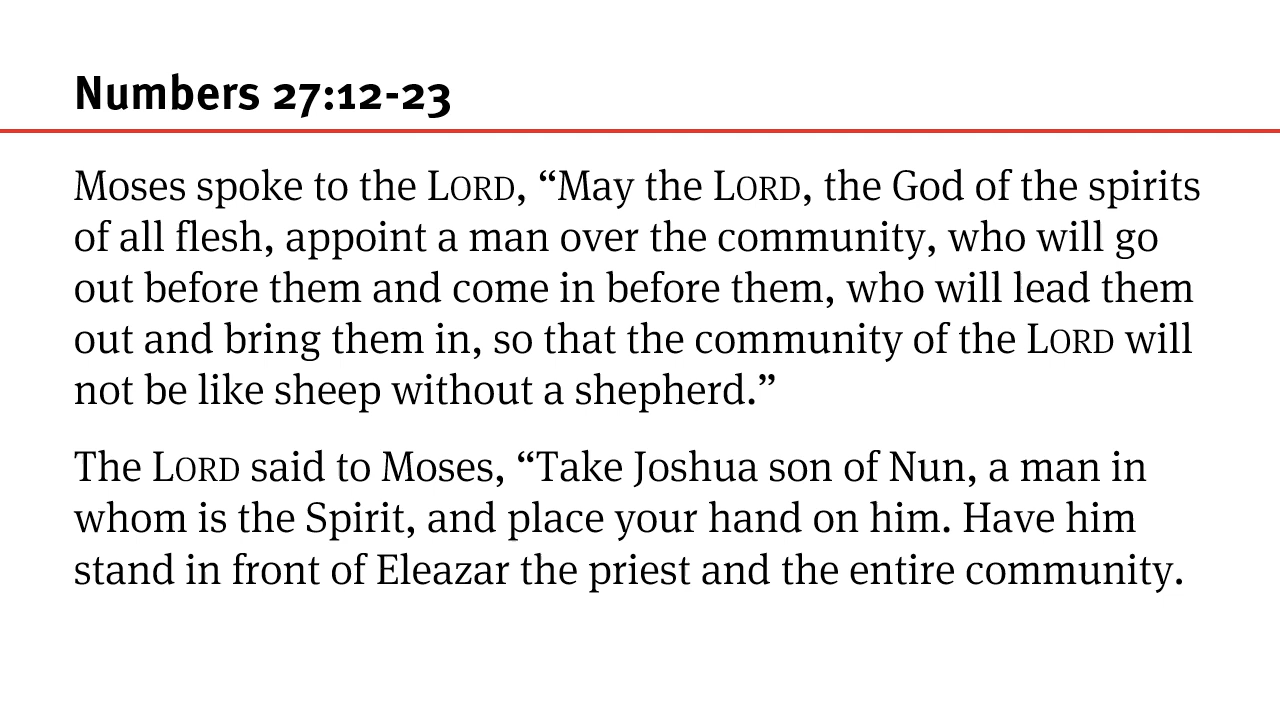 Numbers 27:12-23
Moses spoke to the LORD, “May the LORD, the God of the spirits
of all flesh, appoint a man over the community, who will go
out before them and come in before them, who will lead them
out and bring them in, so that the community of the LORD will
not be like sheep without a shepherd.”
The LORD said to Moses, “Take Joshua son of Nun, a man in
whom is the Spirit, and place your hand on him. Have him
stand in front of Eleazar the priest and the entire community.